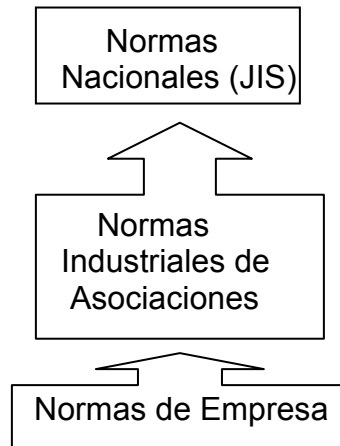 Normas
Nacionales (JIS)
Normas
Industriales de
Asociaciones
Normas de Empresa